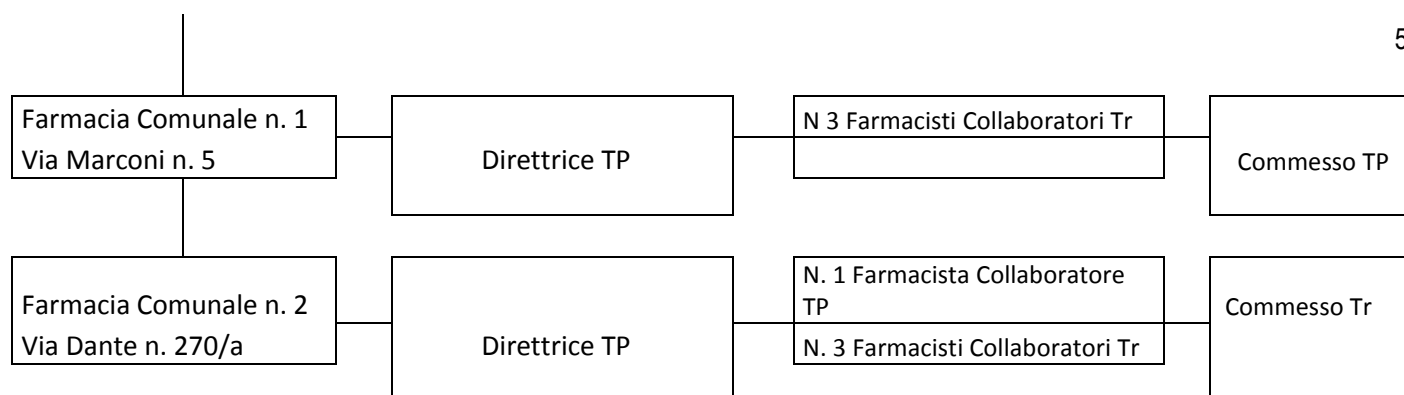 5
Farmacia Comunale n. 1
Via Marconi n. 5
Direttrice TP
N 3 Farmacisti Collaboratori Tr
Commesso TP
Farmacia Comunale n. 2
Via Dante n. 270/a
Direttrice TP
N. 1 Farmacista Collaboratore
TP
N. 3 Farmacisti Collaboratori Tr
Commesso Tr